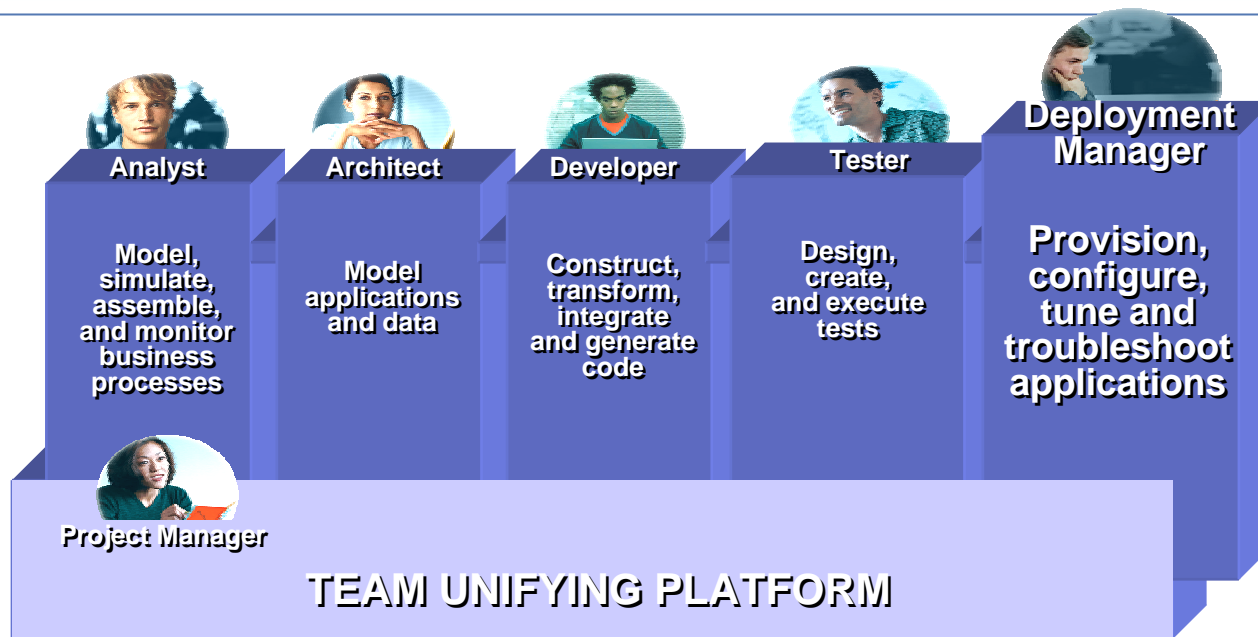 Analyst
Model,
simulate,
assemble,
and monitor
business
processes
Architect
Model
applications
and data
Developer
Construct,
transform,
integrate
and generate
code
Tester
Design,
create,
and execute
tests
Deployment
Manager
Provision,
configure,
tune and
troubleshoot
applications
Project Manager
TEAM UNIFYING PLATFORM